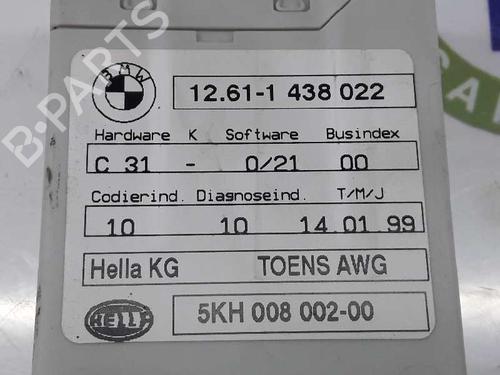 BMW
12.61-1 438 022
Hardware K Software Busindex
C 31 - 0/21 00
Codierind. Diagnoseind. T/M/J
10 10 14.01.99
Hella KG TOENS AWG
HELLA 5KH 008 002-00
B-PARTS